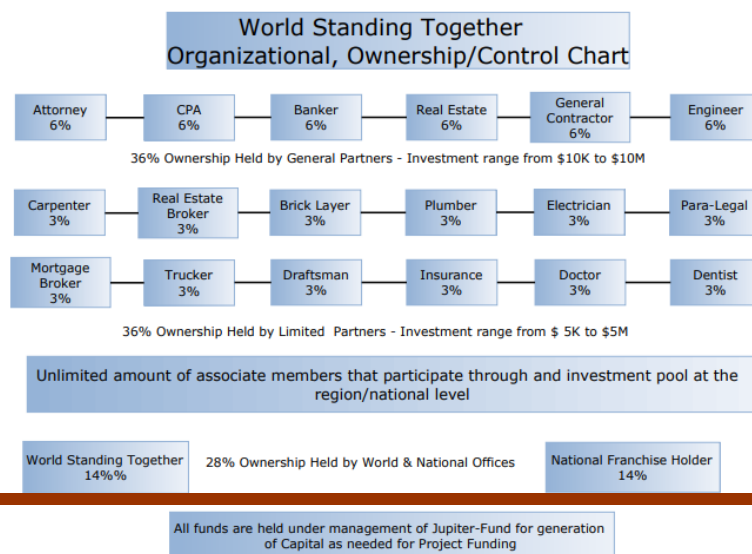 World Standing Together
Organizational, Ownership/Control Chart
Attorney
6%
CPA
6%
Banker
6%
Real Estate
6%
General
Contractor
6%
Engineer
6%
36% Ownership Held by General Partners - Investment range from $10K to $10M
Carpenter
3%
Real Estate
Broker
3%
Brick Layer
3%
Plumber
3%
Electrician
3%
Para-Legal
3%
Mortgage
Broker
3%
Trucker
3%
Draftsman
3%
Insurance
3%
Doctor
3%
Dentist
3%
36% Ownership Held by Limited Partners - Investment range from $ 5K to $5M
Unlimited amount of associate members that participate through and investment pool at the
region/national level
World Standing Together
14%%
28% Ownership Held by World & National Offices
National Franchise Holder
14%
All funds are held under management of Jupiter-Fund for generation
of Capital as needed for Project Funding